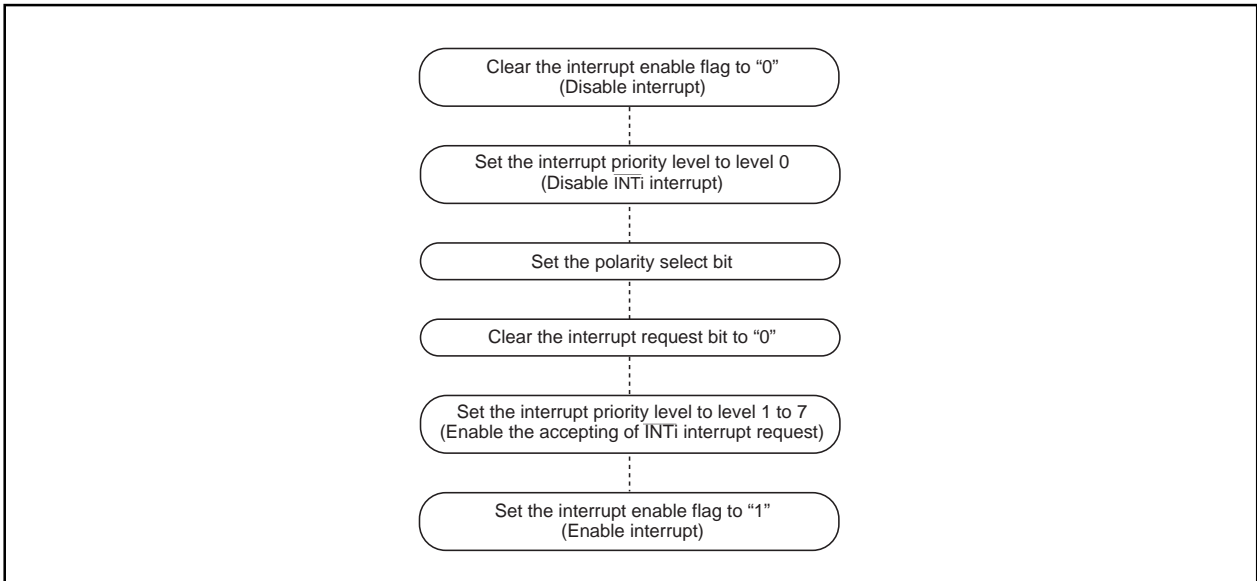 Clear the interrupt enable flag to “0”
(Disable interrupt)
Set the interrupt priority level to level 0
(Disable INTi interrupt)
Set the polarity select bit
Clear the interrupt request bit to “0”
Set the interrupt priority level to level 1 to 7
(Enable the accepting of INTi interrupt request)
Set the interrupt enable flag to “1”
(Enable interrupt)